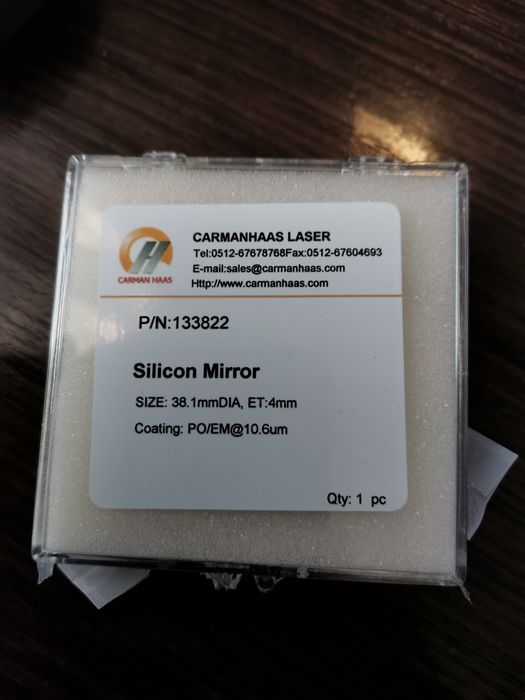 CARMANHAAS LASER
Tel:0512-67678768Fax:0512-67604693
E-mail:sales@carmanhaas.com
CARMAN HAAS
Http://www.carmanhaas.com
P/N:133822
Silicon Mirror
SIZE: 38.1mmDIA, ET:4mm
Coating: PO/EM@10.6um
Qty: 1 pc